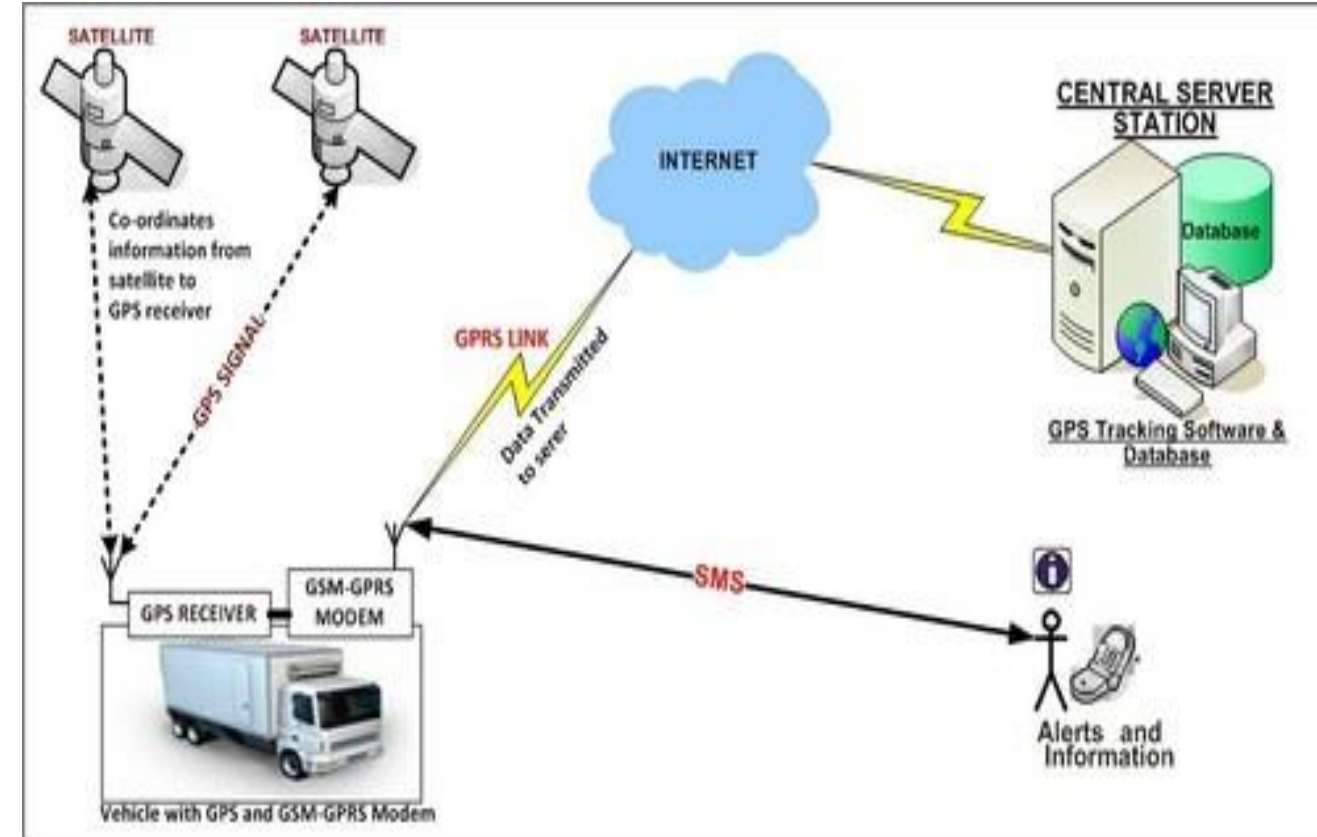 SATELLITE
SATELLITE
Co-ordinates
information from
satellite to
GPS receiver
GPS SIGNAL
INTERNET
CENTRAL SERVER
STATION
Database
GPS Tracking Software &
Database
GPRS LINK
Data Transmitted
to serer
SMS
GPS RECEIVER
GSM-GPRS
MODEM
i
Alerts and
Information
Vehicle with GPS and GSM-GPRS Modem